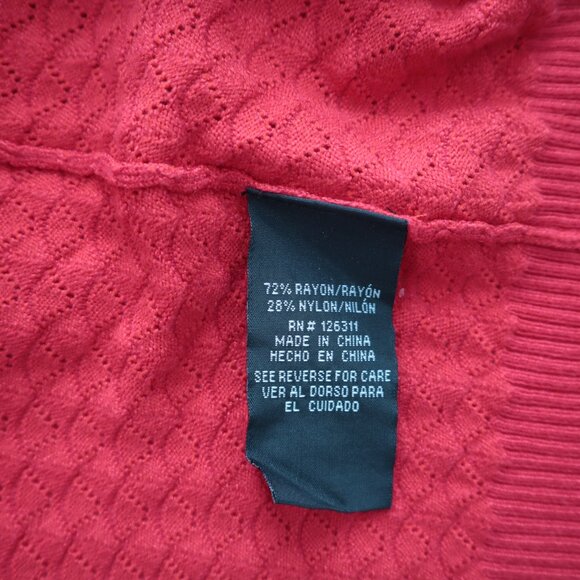 72% RAYON/RAYÓN
28% NYLON/NILÓN
RN# 126311
MADE IN CHINA
HECHO EN CHINA
SEE REVERSE FOR CARE
VER AL DORSO PARA
EL CUIDADO